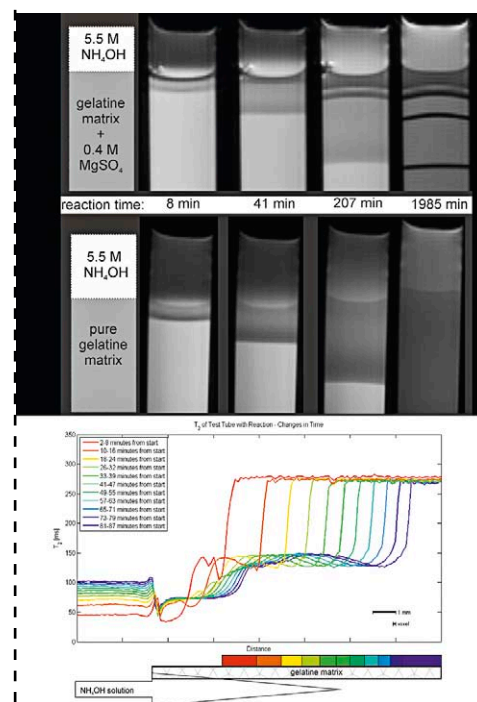 5.5 M
NH₄OH
gelatine
matrix
+
0.4 M
MgSO₄
reaction time: 8 min 41 min 207 min 1985 min
5.5 M
NH₄OH
pure
gelatine
matrix
T₂ of Test Tube with Reaction - Changes in Time
350
300
250
200
150
100
50
0
T₂ [ms]
2-8 minutes from start
10-16 minutes from start
18-24 minutes from start
26-32 minutes from start
33-39 minutes from start
41-47 minutes from start
49-55 minutes from start
57-63 minutes from start
65-71 minutes from start
73-79 minutes from start
81-87 minutes from start
1 mm
voxel
Distance
gelatine matrix
NH₄OH solution